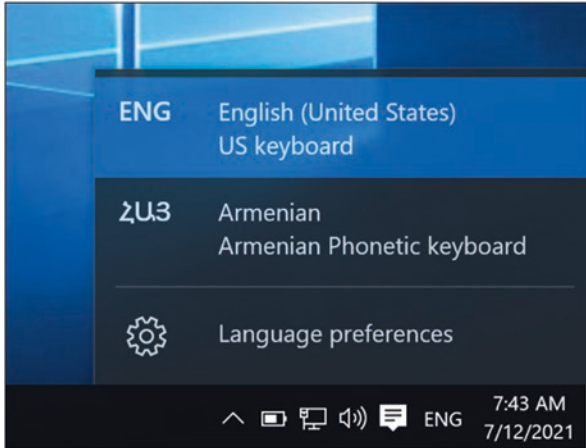 ENG English (United States)
US keyboard
ՀԱՅ Armenian
Armenian Phonetic keyboard
Language preferences
ENG 7:43 AM
7/12/2021